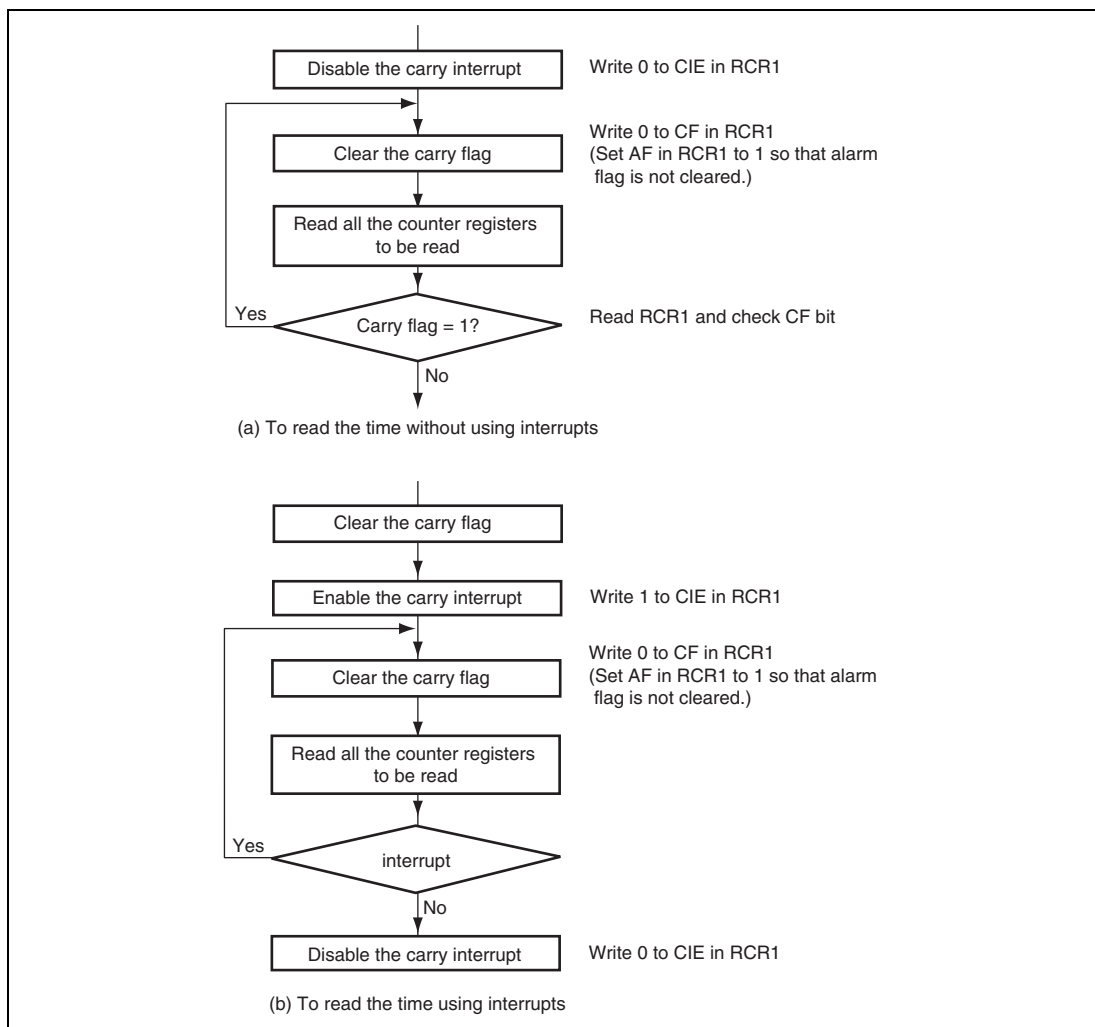 Disable the carry interrupt
Write 0 to CIE in RCR1
Clear the carry flag
Write 0 to CF in RCR1
(Set AF in RCR1 to 1 so that alarm
flag is not cleared.)
Read all the counter registers
to be read
Yes
Carry flag = 1?
Read RCR1 and check CF bit
No
(a) To read the time without using interrupts
Clear the carry flag
Enable the carry interrupt
Write 1 to CIE in RCR1
Clear the carry flag
Write 0 to CF in RCR1
(Set AF in RCR1 to 1 so that alarm
flag is not cleared.)
Read all the counter registers
to be read
Yes
interrupt
No
Disable the carry interrupt
Write 0 to CIE in RCR1
(b) To read the time using interrupts